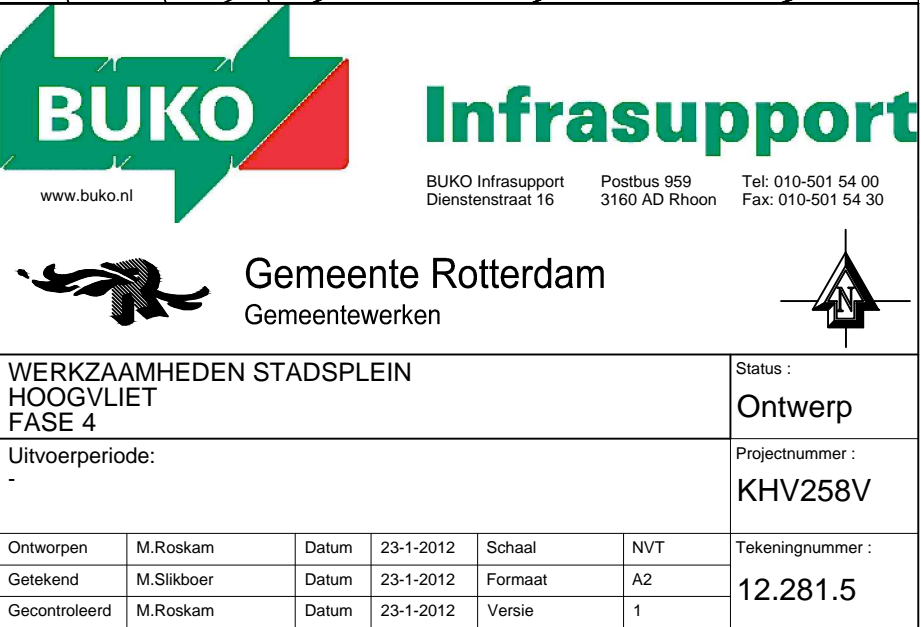 BUKO
Infrasupport
www.buko.nl
BUKO Infrasupport Postbus 959 Tel: 010-501 54 00
Dienstenstraat 16 3160 AD Rhoon Fax: 010-501 54 30
R
Gemeente Rotterdam
Gemeentewerken
N
WERKZAAMHEDEN STADSPLEIN
HOOGVLIET
FASE 4
Status :
Ontwerp
Uitvoerperiode:
-
Projectnummer :
KHV258V
Ontworpen M.Roskam Datum 23-1-2012 Schaal NVT
Getekend M.Slikboer Datum 23-1-2012 Formaat A2
Gecontroleerd M.Roskam Datum 23-1-2012 Versie 1
Tekeningnummer :
12.281.5